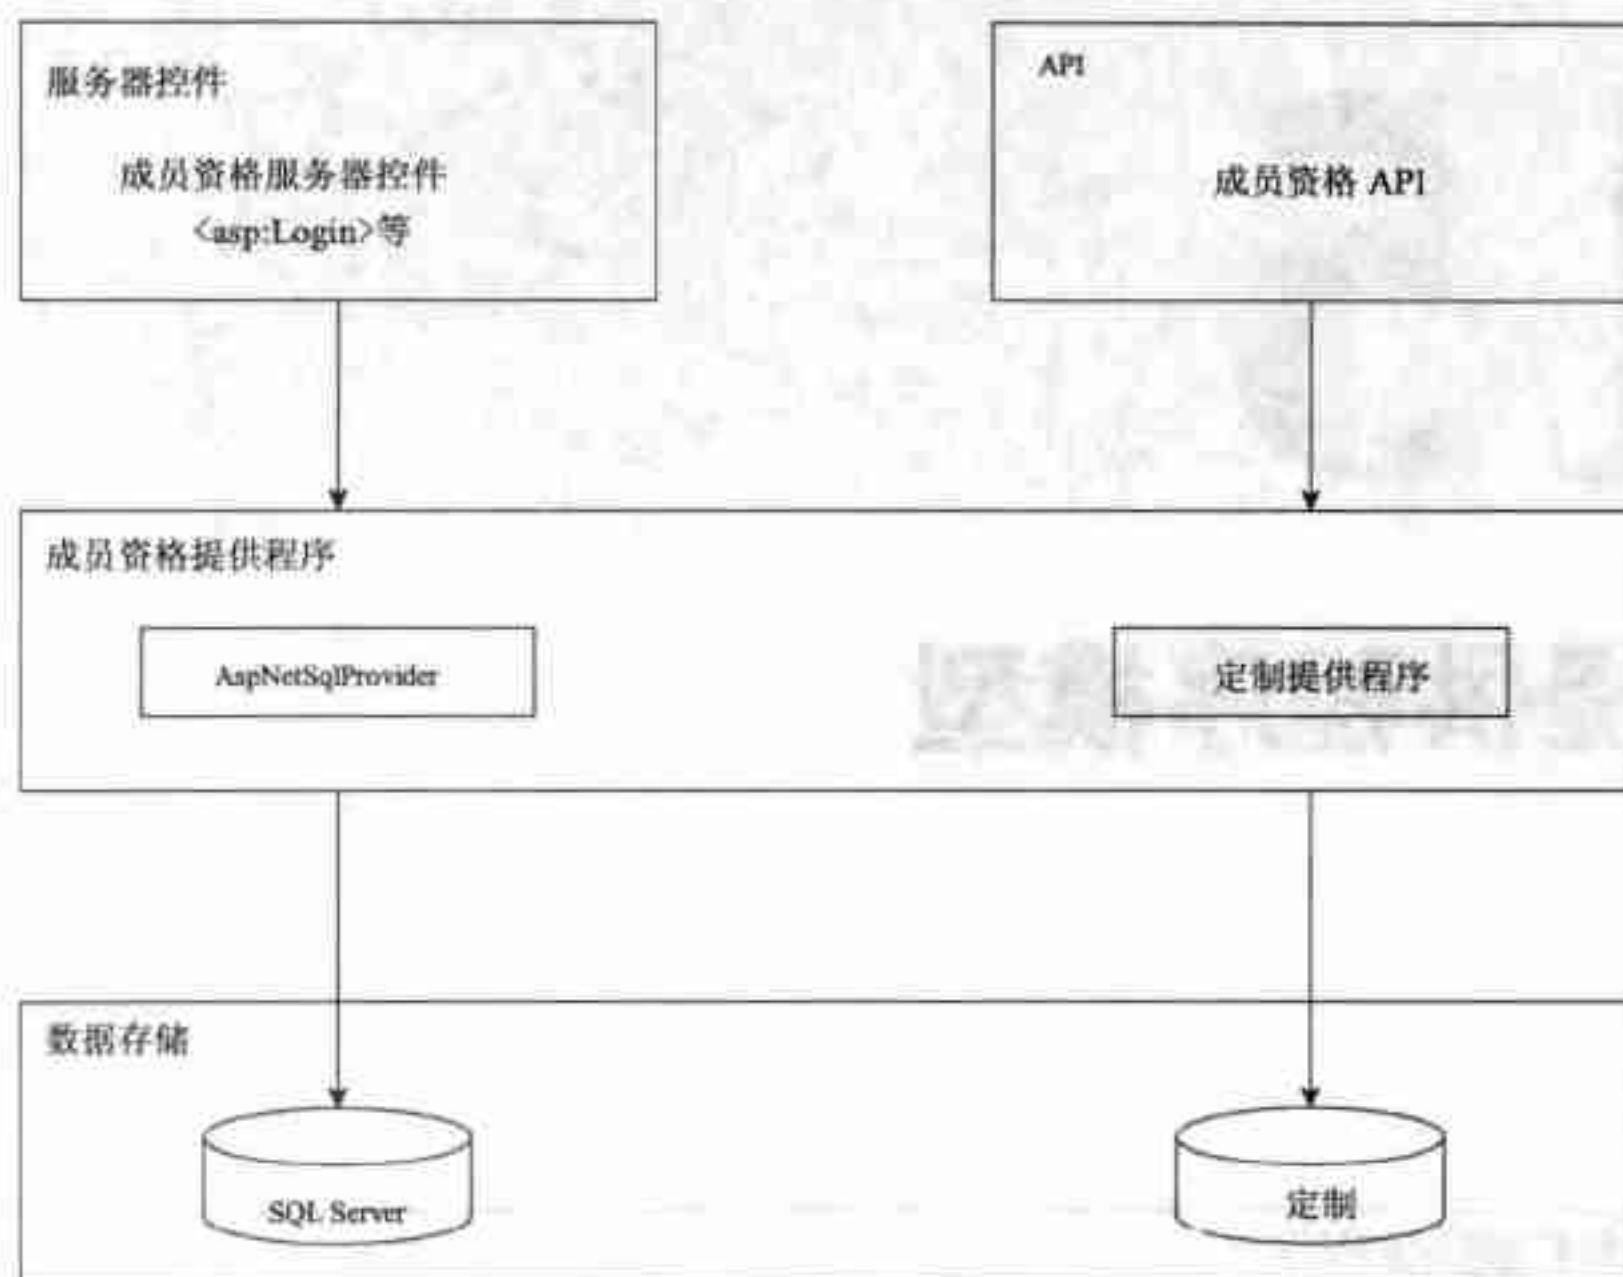 服务器控件
成员资格服务器控件
<asp:Login>等
API
成员资格 API
成员资格提供程序
AspNetSqlProvider
定制提供程序
数据存储
SQL Server
定制